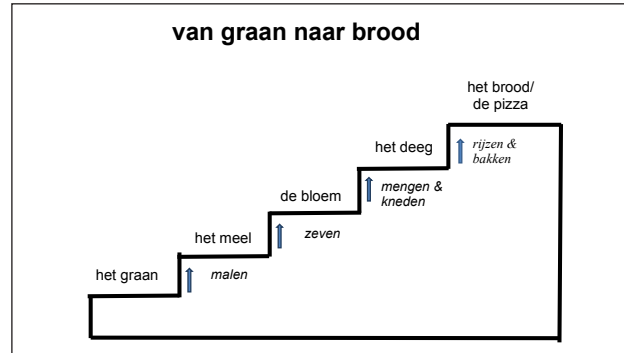 van graan naar brood
het brood/
de pizza
het deeg
rijzen &
bakken
de bloem
mengen &
kneden
het meel
zeven
het graan
malen